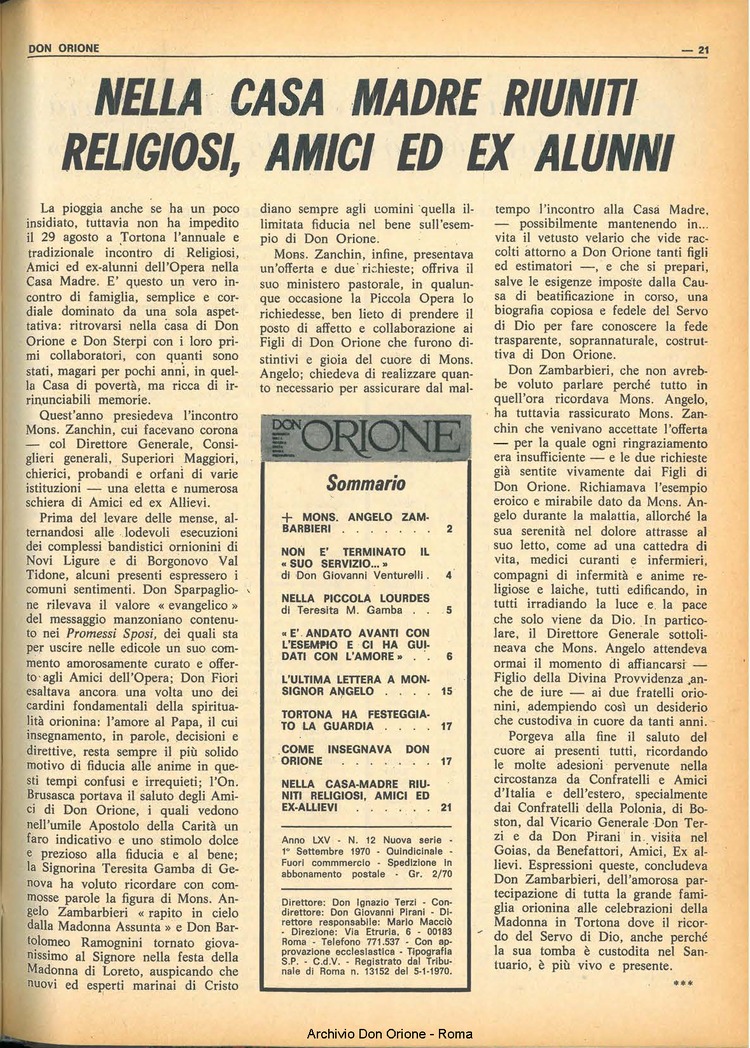 DON ORIONE
— 21
NELLA CASA MADRE RIUNITI
RELIGIOSI, AMICI ED EX ALUNNI
La pioggia anche se ha un poco
insidiato, tuttavia non ha impedito
il 29 agosto a Tortona l'annuale e
tradizionale incontro di Religiosi,
Amici ed ex-alunni dell'Opera nella
Casa Madre. E' questo un vero in-
contro di famiglia, semplice e cor-
diale dominato da una sola aspet-
tativa: ritrovarsi nella casa di Don
Orione e Don Sterpi con i loro pri-
mi collaboratori, con quanti sono
stati, magari per pochi anni, in quel-
la Casa di povertà, ma ricca di ir-
rinunciabili memorie.
Quest'anno presiedeva l'incontro
Mons. Zanchin, cui facevano corona
— col Direttore Generale, Consi-
glieri generali, Superiori Maggiori,
chierici, probandi e orfani di varie
istituzioni — una eletta e numerosa
schiera di Amici ed ex Allievi.
Prima del levare delle mense, al-
ternandosi alle lodevoli esecuzioni
dei complessi bandistici ornionini di
Novi Ligure e di Borgonovo Val
Tidone, alcuni presenti espressero i
comuni sentimenti. Don Sparpaglio-
ne rilevava il valore « evangelico »
del messaggio manzoniano contenu-
to nei Promessi Sposi, dei quali sta
per uscire nelle edicole un suo com-
mento amorosamente curato e offer-
to agli Amici dell'Opera; Don Fiori
esaltava ancora una volta uno dei
cardini fondamentali della spiritua-
lità orionina: l'amore al Papa, il cui
insegnamento, in parole, decisioni e
direttive, resta sempre il più solido
motivo di fiducia alle anime in que-
sti tempi confusi e irrequieti; l'On.
Brusasca portava il saluto degli Ami-
ci di Don Orione, i quali vedono
nell'umile Apostolo della Carità un
faro indicativo e uno stimolo dolce
e prezioso alla fiducia e al bene;
la Signorina Teresita Gamba di Ge-
nova ha voluto ricordare con com-
mosse parole la figura di Mons. An-
gelo Zambarbieri « rapito in cielo
dalla Madonna Assunta » e Don Bar-
tolomeo Ramognini tornato giova-
nissimo al Signore nella festa della
Madonna di Loreto, auspicando che
nuovi ed esperti marinai di Cristo
diano sempre agli uomini quella il-
limitata fiducia nel bene sull'esem-
pio di Don Orione.
Mons. Zanchin, infine, presentava
un'offerta e due richieste; offriva il
suo ministero pastorale, in qualun-
que occasione la Piccola Opera lo
richiedesse, ben lieto di prendere il
posto di affetto e collaborazione ai
Figli di Don Orione che furono di-
stintivi e gioia del cuore di Mons.
Angelo; chiedeva di realizzare quan-
to necessario per assicurare dal mal-
DON ORIONE
Sommario
+ MONS. ANGELO ZAM-
BARBIERI . . . . . . . 2
NON E' TERMINATO IL
« SUO SERVIZIO... »
di Don Giovanni Venturelli . 4
NELLA PICCOLA LOURDES
di Teresita M. Gamba . . 5
« E' ANDATO AVANTI CON
L'ESEMPIO E CI HA GUI-
DATI CON L'AMORE » . . 6
L'ULTIMA LETTERA A MON-
SIGNOR ANGELO . . . . 15
TORTONA HA FESTEGGIA-
TO LA GUARDIA . . . . 17
COME INSEGNAVA DON
ORIONE . . . . . . . 17
NELLA CASA-MADRE RIU-
NITI RELIGIOSI, AMICI ED
EX-ALLIEVI . . . . . . 21
Anno LXV - N. 12 Nuova serie -
1° Settembre 1970 - Quindicinale -
Fuori commmercio - Spedizione in
abbonamento postale - Gr. 2/70
Direttore: Don Ignazio Terzi - Con-
direttore: Don Giovanni Pirani - Di-
rettore responsabile: Mario Macciò
- Direzione: Via Etruria, 6 - 00183
Roma - Telefono 771.537 - Con ap-
provazione ecclesiastica - Tipografia
S.P. - C.d.V. - Registrato dal Tribu-
nale di Roma n. 13152 del 5-1-1970.
tempo l'incontro alla Casa Madre,
— possibilmente mantenendo in...
vita il vetusto velario che vide rac-
colti attorno a Don Orione tanti figli
ed estimatori —, e che si prepari,
salve le esigenze imposte dalla Cau-
sa di beatificazione in corso, una
biografia copiosa e fedele del Servo
di Dio per fare conoscere la fede
trasparente, soprannaturale, costrut-
tiva di Don Orione.
Don Zambarbieri, che non avreb-
be voluto parlare perché tutto in
quell'ora ricordava Mons. Angelo,
ha tuttavia rassicurato Mons. Zan-
chin che venivano accettate l'offerta
— per la quale ogni ringraziamento
era insufficiente — e le due richieste
già sentite vivamente dai Figli di
Don Orione. Richiamava l'esempio
eroico e mirabile dato da Mons. An-
gelo durante la malattia, allorché la
sua serenità nel dolore attrasse al
suo letto, come ad una cattedra di
vita, medici curanti e infermieri,
compagni di infermità e anime re-
ligiose e laiche, tutti edificando, in
tutti irradiando la luce e la pace
che solo viene da Dio. In partico-
lare, il Direttore Generale sottoli-
neava che Mons. Angelo attendeva
ormai il momento di affiancarsi —
Figlio della Divina Provvidenza ,an-
che de iure — ai due fratelli orio-
nini, adempiendo così un desiderio
che custodiva in cuore da tanti anni.
Porgeva alla fine il saluto del
cuore ai presenti tutti, ricordando
le molte adesioni pervenute nella
circostanza da Confratelli e Amici
d'Italia e dell'estero, specialmente
dai Confratelli della Polonia, di Bo-
ston, dal Vicario Generale Don Ter-
zi e da Don Pirani in visita nel
Goias, da Benefattori, Amici, Ex al-
lievi. Espressioni queste, concludeva
Don Zambarbieri, dell'amorosa par-
tecipazione di tutta la grande fami-
glia orionina alle celebrazioni della
Madonna in Tortona dove il ricor-
do del Servo di Dio, anche perché
la sua tomba è custodita nel San-
tuario, è più vivo e presente.
***
Archivio Don Orione - Roma